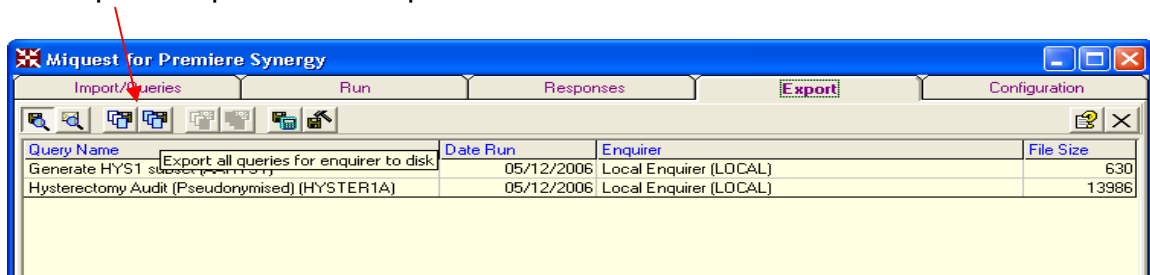 Miquest for Premiere Synergy
Import/Queries Run Responses Export Configuration
Query Name Date Run Enquirer File Size
Export all queries for enquirer to disk
Generate HYS1 05/12/2006 Local Enquirer (LOCAL) 630
Hysterectomy Audit (Pseudonymised) (HYSTER1A) 05/12/2006 Local Enquirer (LOCAL) 13986